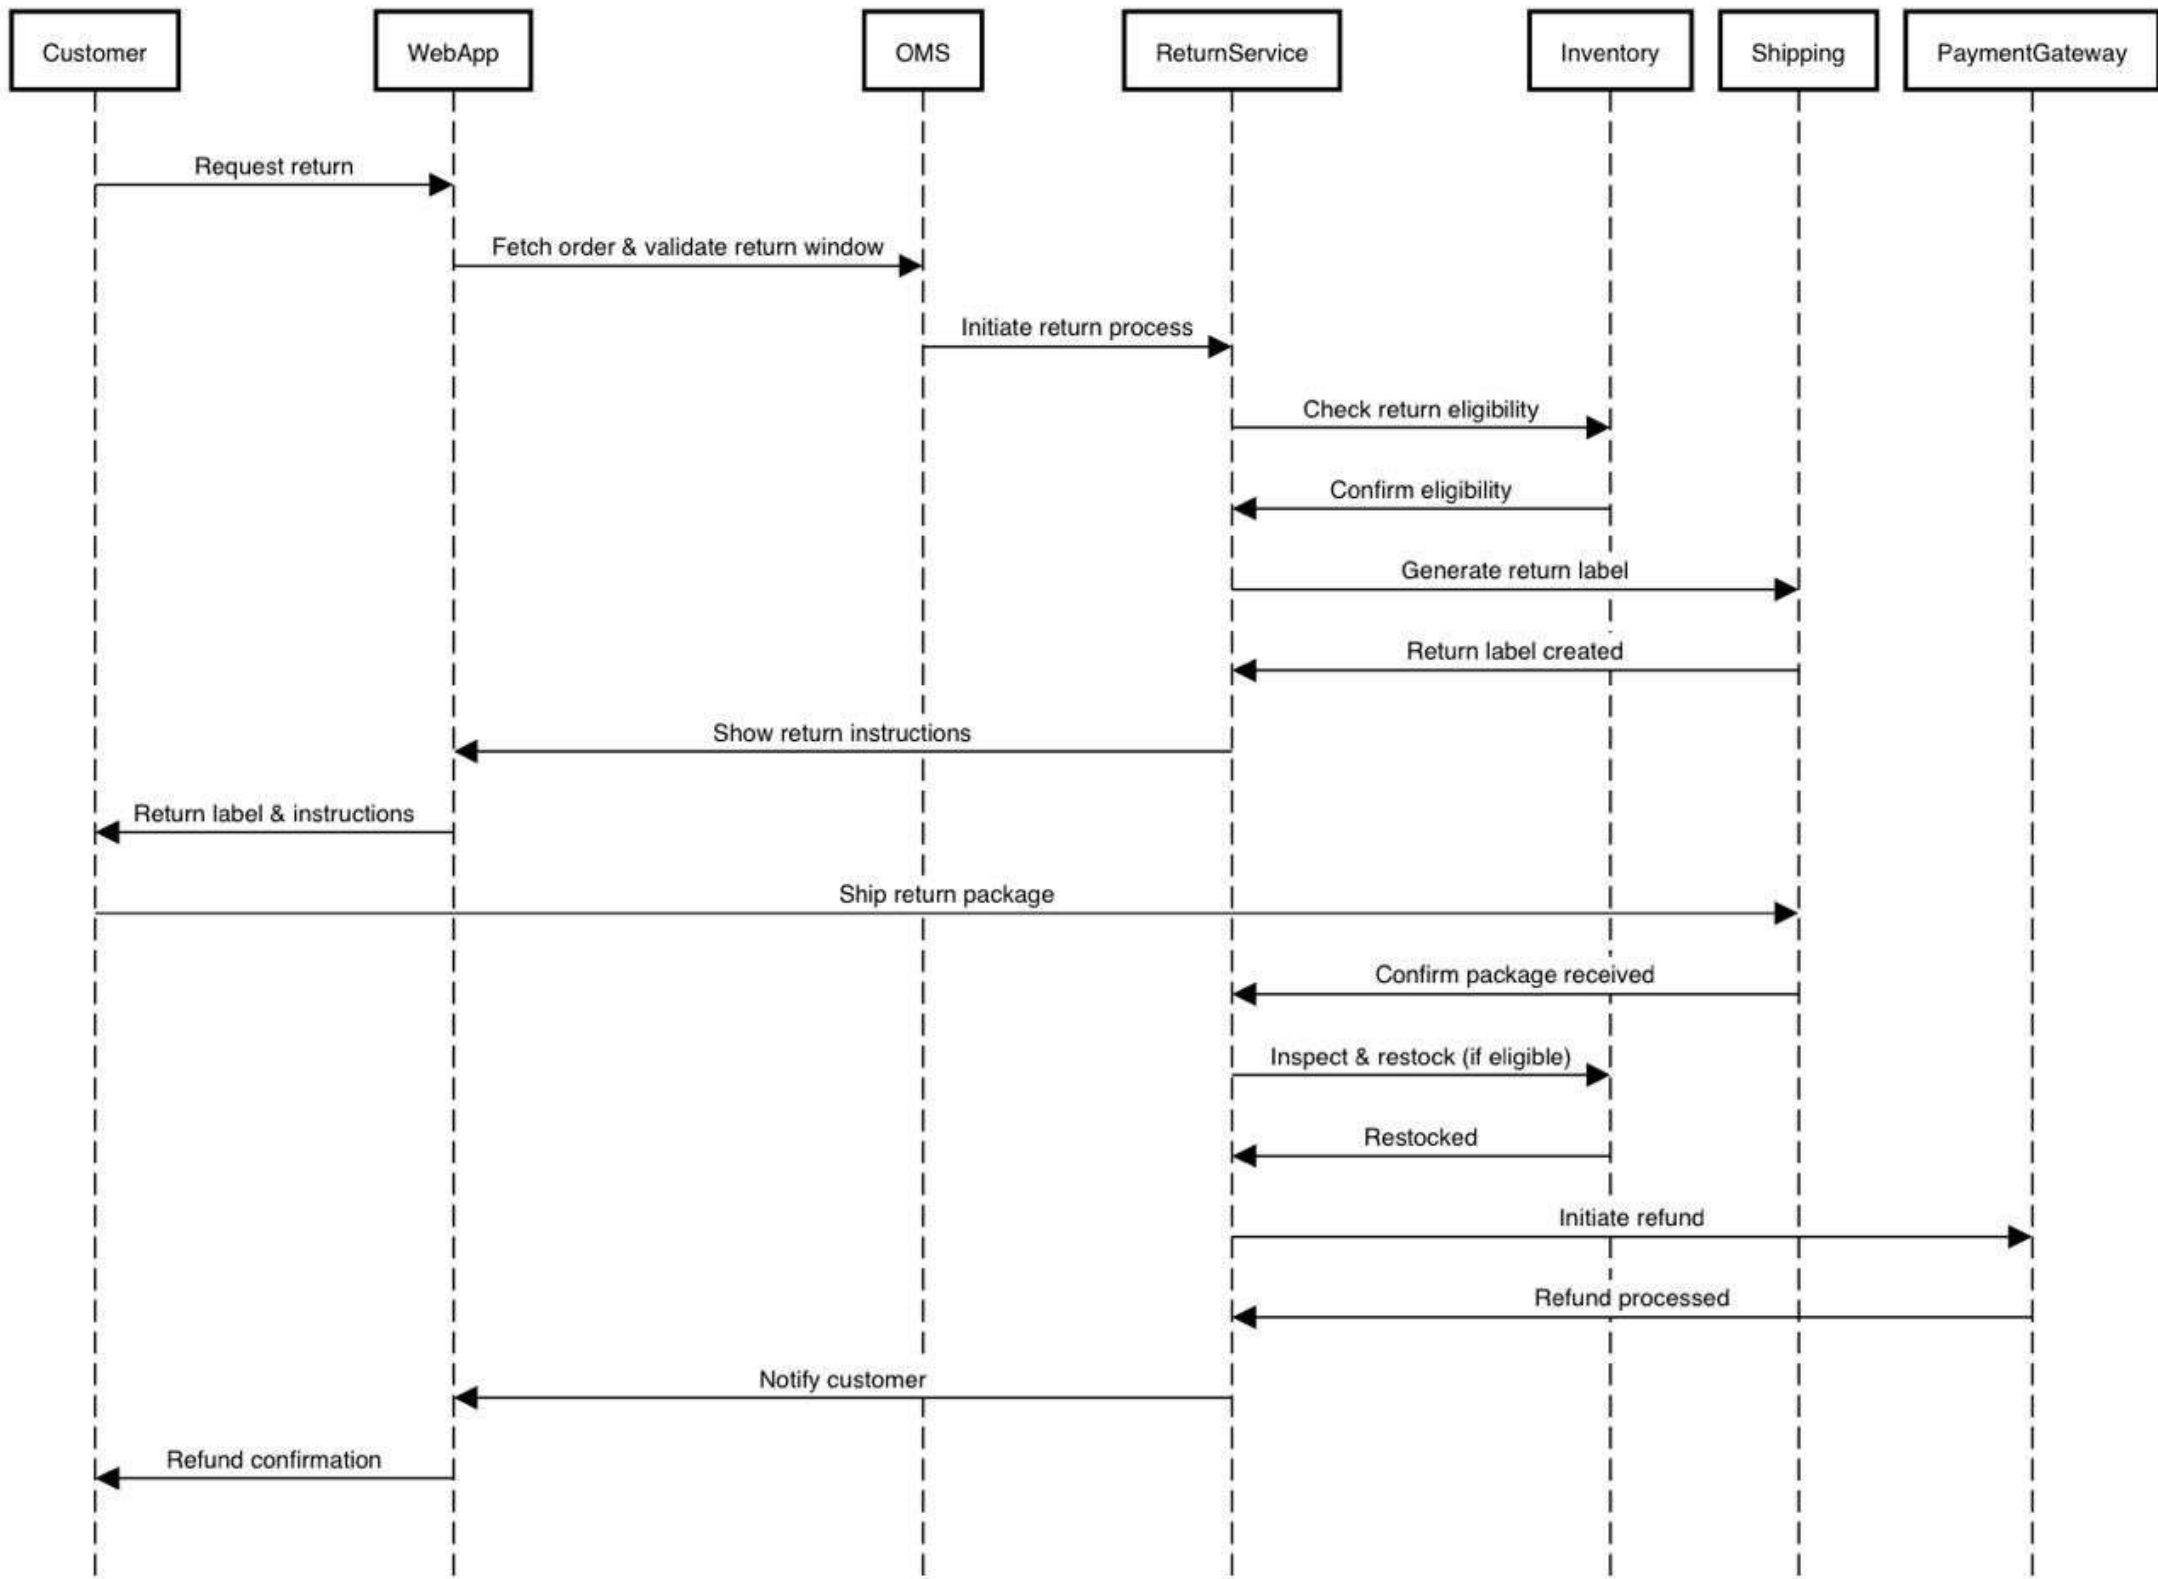 Customer
WebApp
OMS
ReturnService
Inventory
Shipping
PaymentGateway
Request return
Fetch order & validate return window
Initiate return process
Check return eligibility
Confirm eligibility
Generate return label
Return label created
Show return instructions
Return label & instructions
Ship return package
Confirm package received
Inspect & restock (if eligible)
Restocked
Initiate refund
Refund processed
Notify customer
Refund confirmation